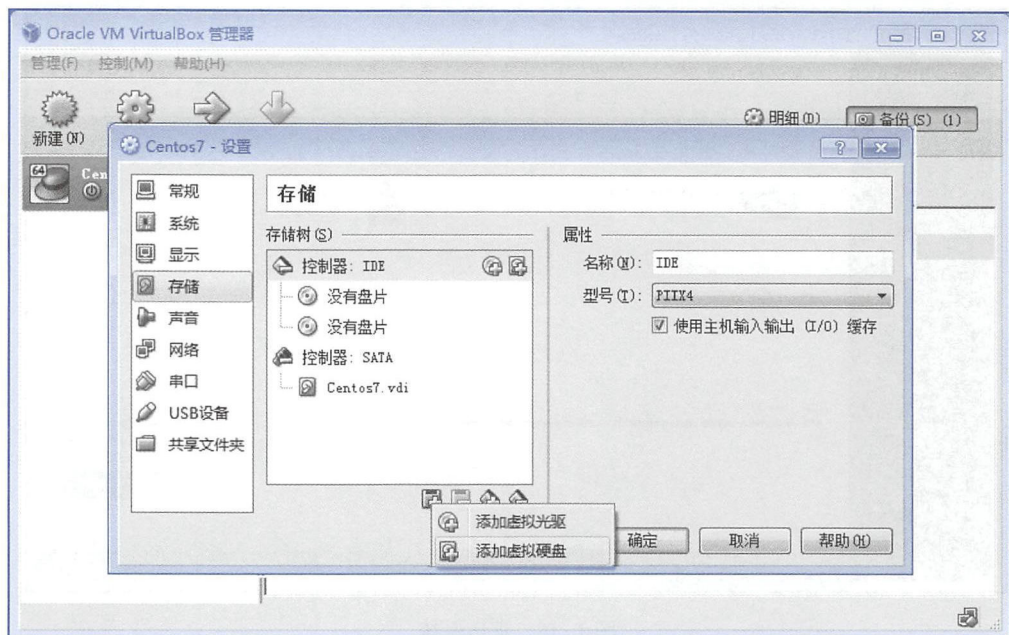 Oracle VM VirtualBox 管理器
管理(F) 控制(M) 帮助(H)
新建(N)
明细(D) 备份(S) (1)
64
Cen
Centos7 - 设置
常规
系统
显示
存储
声音
网络
串口
USB设备
共享文件夹
存储
存储树(S)
控制器: IDE
没有盘片
没有盘片
控制器: SATA
Centos7.vdi
属性
名称(N): IDE
型号(T): PIIX4
使用主机输入输出 (I/O) 缓存
添加虚拟光驱
添加虚拟硬盘
确定 取消 帮助(H)